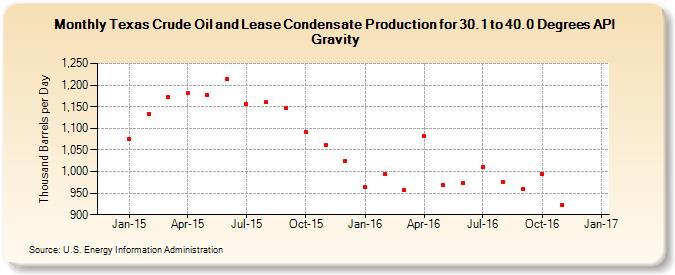 Monthly Texas Crude Oil and Lease Condensate Production for 30.1 to 40.0 Degrees API
Gravity
Thousand Barrels per Day
1,250
1,200
1,150
1,100
1,050
1,000
950
900
Jan-15 Apr-15 Jul-15 Oct-15 Jan-16 Apr-16 Jul-16 Oct-16 Jan-17
Source: U.S. Energy Information Administration